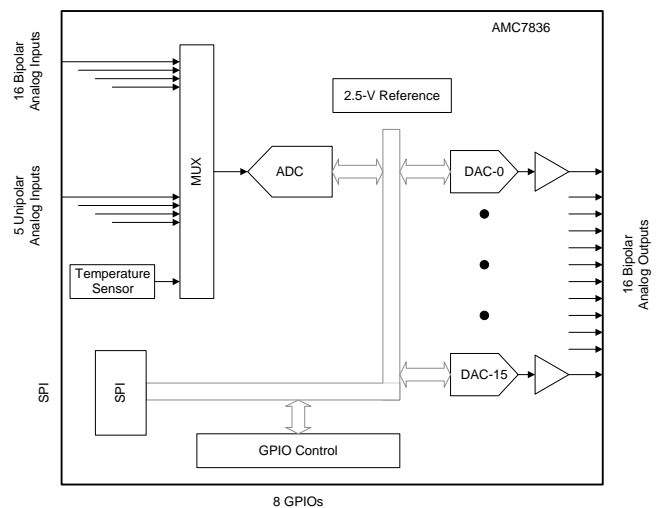 AMC7836
16 Bipolar
Analog Inputs
2.5-V Reference
MUX
ADC
DAC-0
5 Unipolar
Analog Inputs
16 Bipolar
Analog Outputs
Temperature
Sensor
SPI
SPI
DAC-15
GPIO Control
8 GPIOs